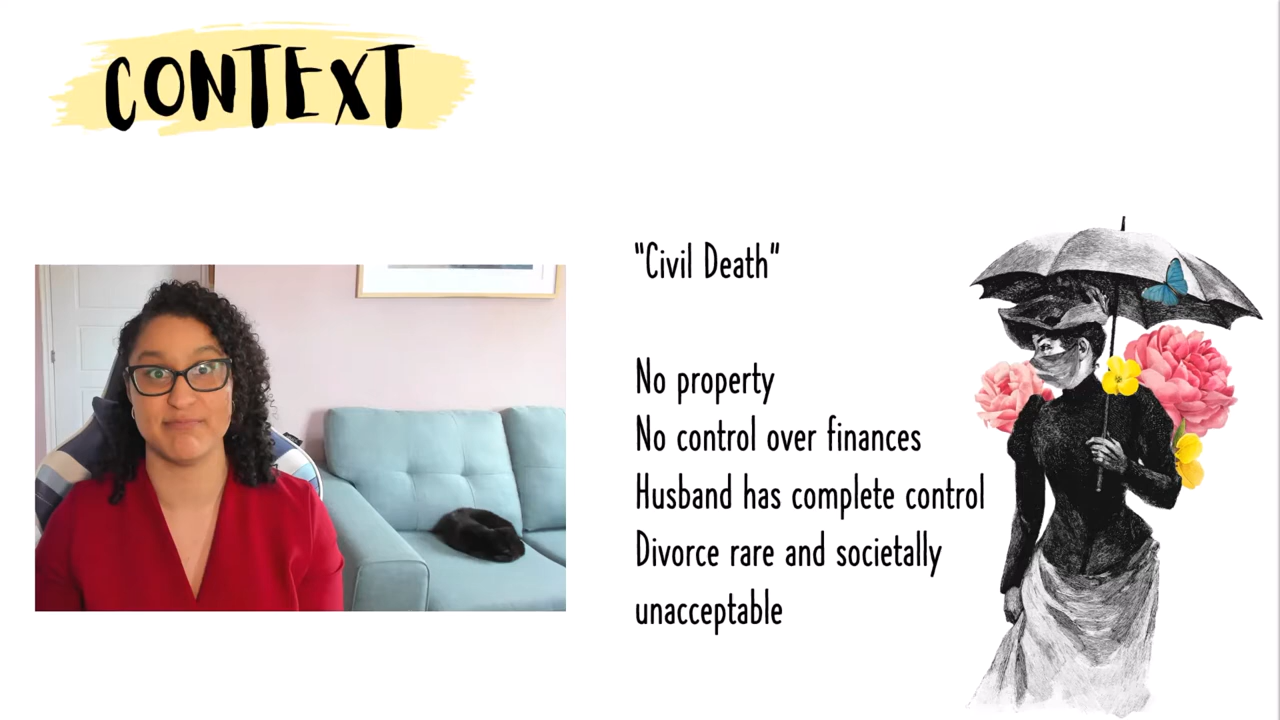 CONTEXT
"Civil Death"
No property
No control over finances
Husband has complete control
Divorce rare and societally
unacceptable